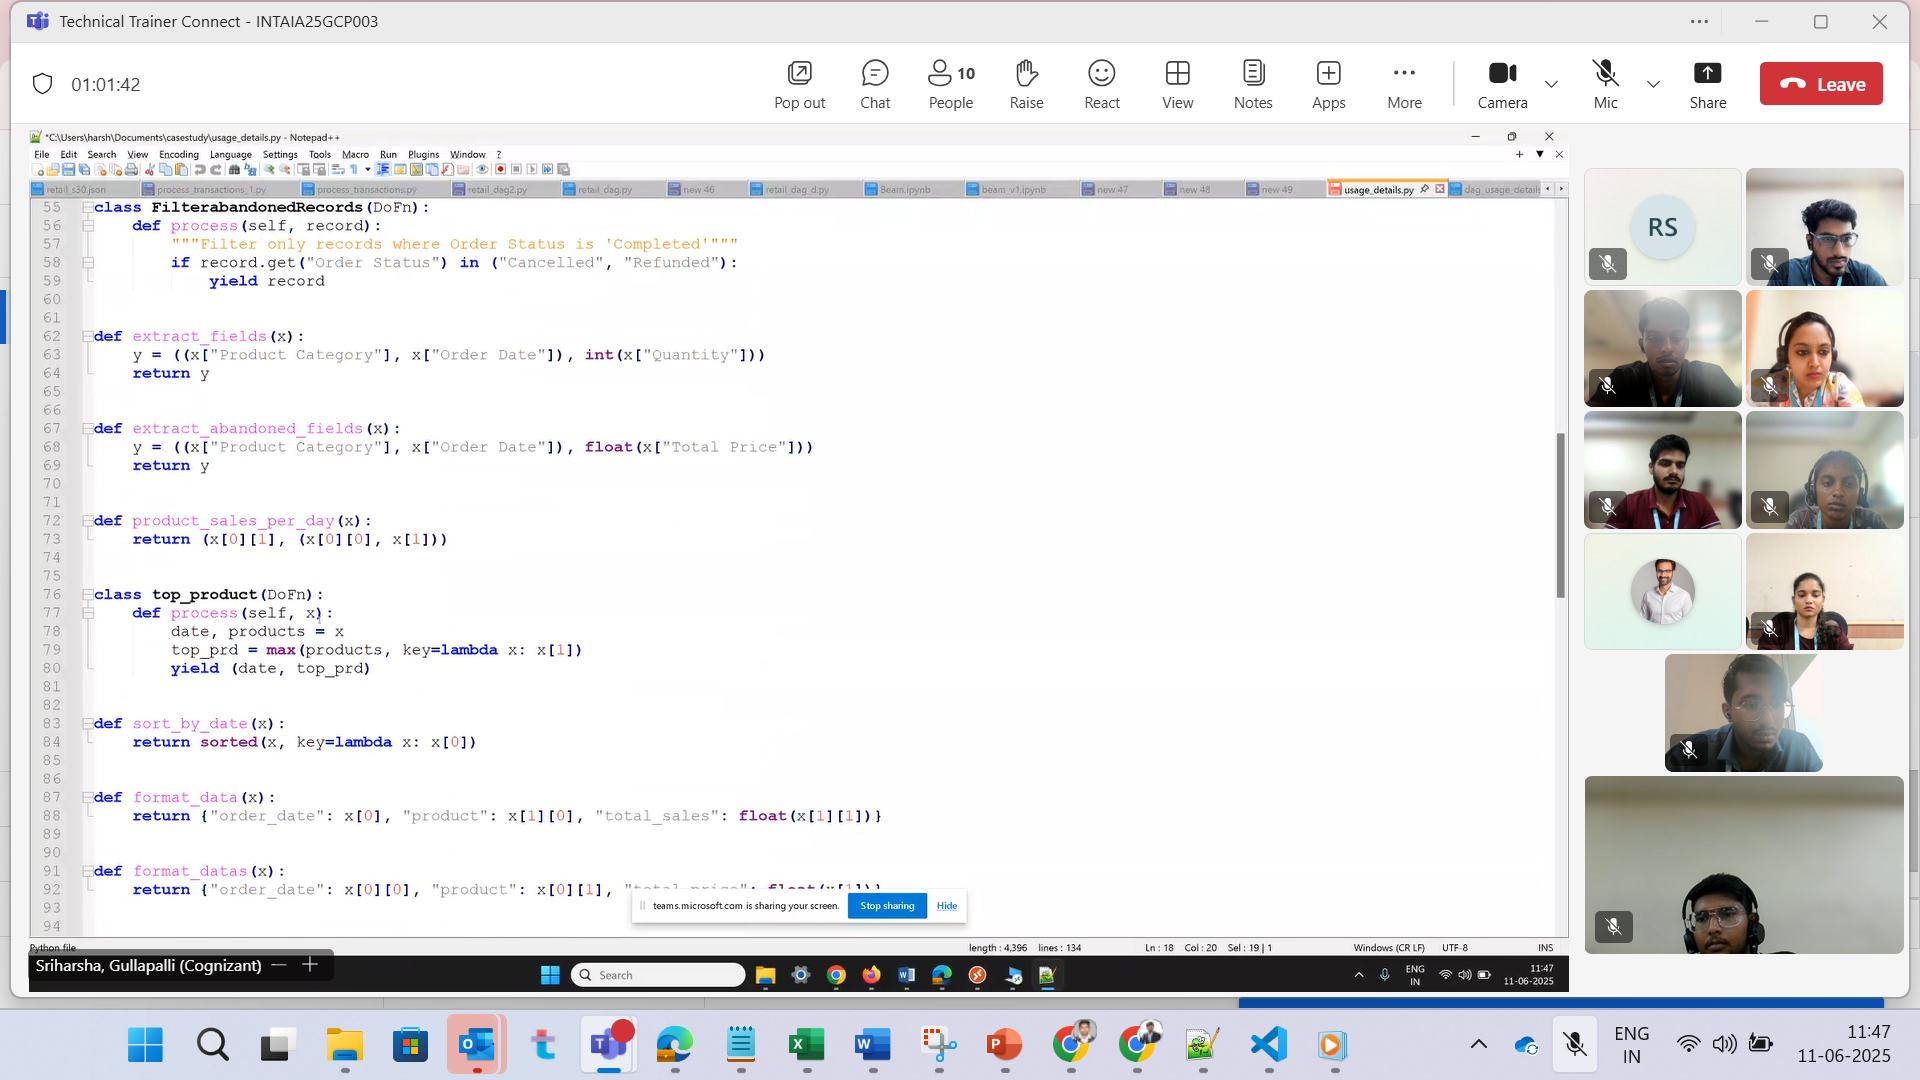 Technical Trainer Connect - INTAIA25GCP003
01:01:42
Pop out
Chat
People 10
Raise
React
View
Notes
Apps
More
Camera
Mic
Share
Leave
*C:\Users\harsh\Documents\casestudy\usage_details.py - Notepad++
File Edit Search View Encoding Language Settings Tools Macro Run Plugins Window ?
retail_s30.json process_transactions_1.py process_transactions.py retail_dag2.py retail_dag.py new 46 retail_dag_d.py Beam.ipynb beam_v1.ipynb new 47 new 48 new 49 usage_details.py dag_usage_details
55 class FilterabandonedRecords(DoFn):
56 def process(self, record):
57 """Filter only records where Order Status is 'Completed'"""
58 if record.get("Order Status") in ("Cancelled", "Refunded"):
59 yield record
60
61
62 def extract_fields(x):
63 y = ((x["Product Category"], x["Order Date"]), int(x["Quantity"]))
64 return y
65
66
67 def extract_abandoned_fields(x):
68 y = ((x["Product Category"], x["Order Date"]), float(x["Total Price"]))
69 return y
70
71
72 def product_sales_per_day(x):
73 return (x[0][1], (x[0][0], x[1]))
74
75
76 class top_product(DoFn):
77 def process(self, x):
78 date, products = x
79 top_prd = max(products, key=lambda x: x[1])
80 yield (date, top_prd)
81
82
83 def sort_by_date(x):
84 return sorted(x, key=lambda x: x[0])
85
86
87 def format_data(x):
88 return {"order_date": x[0], "product": x[1][0], "total_sales": float(x[1][1])}
89
90
91 def format_datas(x):
92 return {"order_date": x[0][0], "product": x[0][1], "total_price": float(x[1])}
93
94
teams.microsoft.com is sharing your screen. Stop sharing Hide
Python file length : 4,396 lines : 134 Ln : 18 Col : 20 Sel : 19 | 1 Windows (CR LF) UTF-8 INS
Sriharsha, Gullapalli (Cognizant)
Search
ENG
IN
11:47
11-06-2025
RS
ENG
IN
11:47
11-06-2025